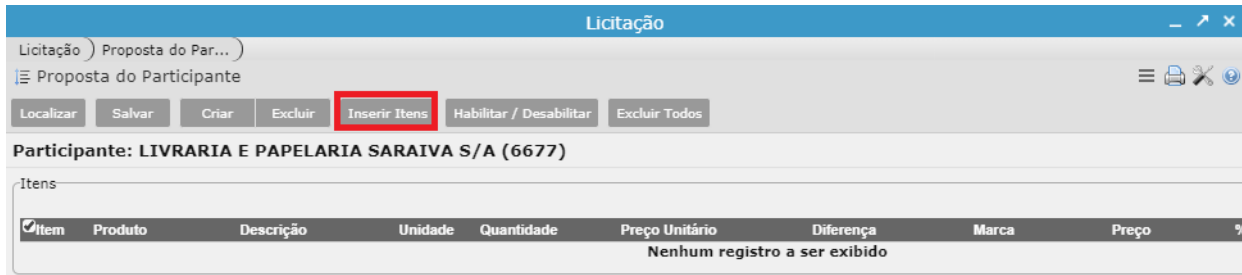 Licitação
Licitação Proposta do Par...
Proposta do Participante
Localizar Salvar Criar Excluir Inserir Itens Habilitar / Desabilitar Excluir Todos
Participante: LIVRARIA E PAPELARIA SARAIVA S/A (6677)
Itens
Item Produto Descrição Unidade Quantidade Preço Unitário Diferença Marca Preço %
Nenhum registro a ser exibido